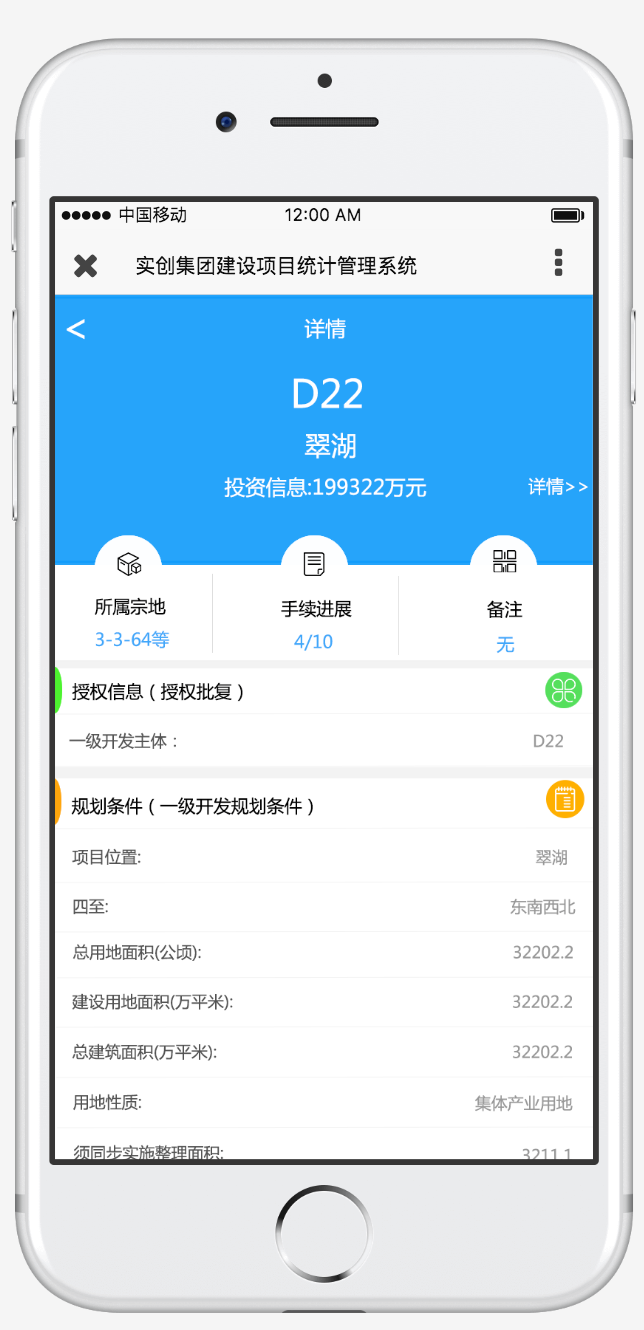 中国移动 12:00 AM
实创集团建设项目统计管理系统
< 详情
D22
翠湖
投资信息:199322万元 详情>>
所属宗地 手续进展 备注
3-3-64等 4/10 无
授权信息(授权批复)
一级开发主体: D22
规划条件(一级开发规划条件)
项目位置: 翠湖
四至: 东南西北
总用地面积(公顷): 32202.2
建设用地面积(万平米): 32202.2
总建筑面积(万平米): 32202.2
用地性质: 集体产业用地
须同步实施整理面积: 3211.1